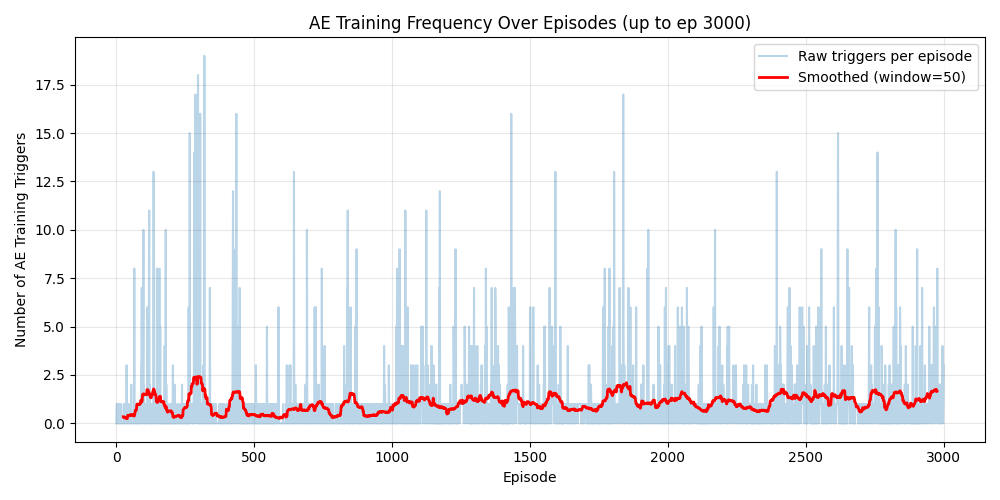 AE Training Frequency Over Episodes (up to ep 3000)
Raw triggers per episode
Smoothed (window=50)
Number of AE Training Triggers
17.5
15.0
12.5
10.0
7.5
5.0
2.5
0.0
0 500 1000 1500 2000 2500 3000
Episode